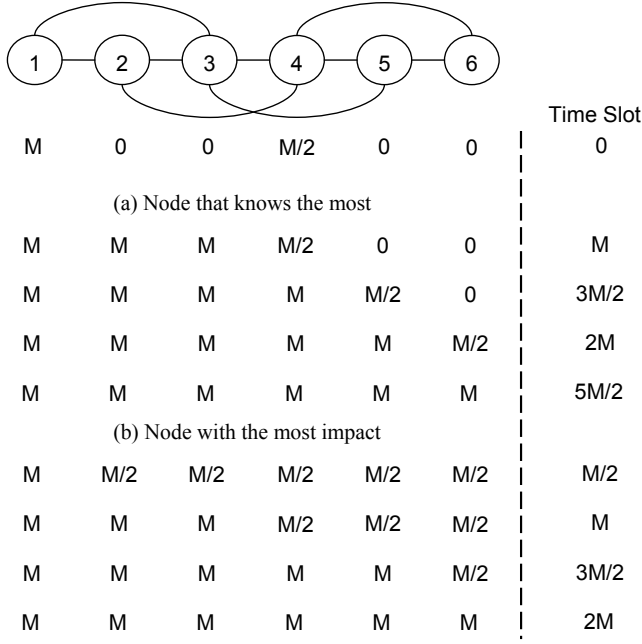 1 2 3 4 5 6
Time Slot
M 0 0 M/2 0 0 0
(a) Node that knows the most
M M M M/2 0 0 M
M M M M M/2 0 3M/2
M M M M M M/2 2M
M M M M M M 5M/2
(b) Node with the most impact
M M/2 M/2 M/2 M/2 M/2 M/2
M M M M/2 M/2 M/2 M
M M M M M M/2 3M/2
M M M M M M 2M